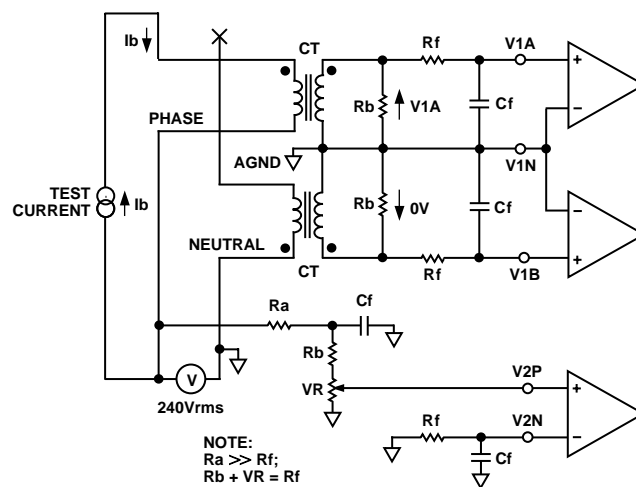 Ib
CT
Rf
V1A
Rb
V1A
Cf
PHASE
AGND
V1N
TEST
CURRENT
Ib
Rb
0V
Cf
NEUTRAL
CT
Rf
V1B
Ra
Cf
Rb
V
VR
V2P
240Vrms
Rf
V2N
Cf
NOTE:
Ra >> Rf;
Rb + VR = Rf